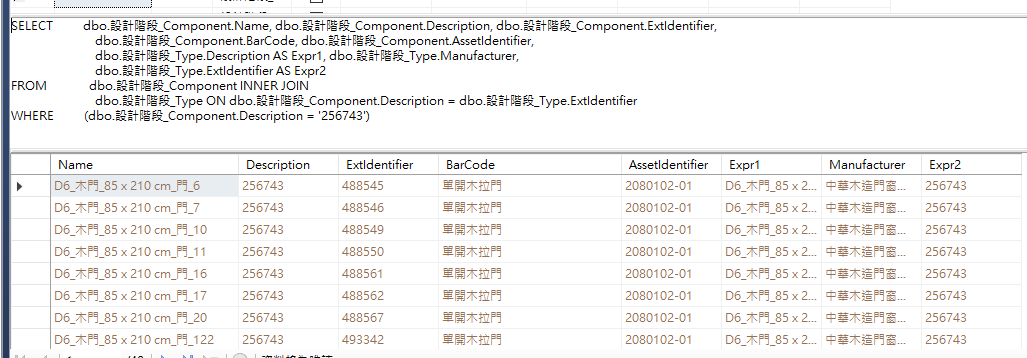 SELECT dbo.設計階段_Component.Name, dbo.設計階段_Component.Description, dbo.設計階段_Component.ExtIdentifier,
dbo.設計階段_Component.BarCode, dbo.設計階段_Component.AssetIdentifier,
dbo.設計階段_Type.Description AS Expr1, dbo.設計階段_Type.Manufacturer,
dbo.設計階段_Type.ExtIdentifier AS Expr2
FROM dbo.設計階段_Component INNER JOIN
dbo.設計階段_Type ON dbo.設計階段_Component.Description = dbo.設計階段_Type.ExtIdentifier
WHERE (dbo.設計階段_Component.Description = '256743')
Name Description ExtIdentifier BarCode AssetIdentifier Expr1 Manufacturer Expr2
D6_木門_85 x 210 cm_門_6 256743 488545 單開木拉門 2080102-01 D6_木門_85 x 2... 中華木造門窗... 256743
D6_木門_85 x 210 cm_門_7 256743 488546 單開木拉門 2080102-01 D6_木門_85 x 2... 中華木造門窗... 256743
D6_木門_85 x 210 cm_門_10 256743 488549 單開木拉門 2080102-01 D6_木門_85 x 2... 中華木造門窗... 256743
D6_木門_85 x 210 cm_門_11 256743 488550 單開木拉門 2080102-01 D6_木門_85 x 2... 中華木造門窗... 256743
D6_木門_85 x 210 cm_門_16 256743 488561 單開木拉門 2080102-01 D6_木門_85 x 2... 中華木造門窗... 256743
D6_木門_85 x 210 cm_門_17 256743 488562 單開木拉門 2080102-01 D6_木門_85 x 2... 中華木造門窗... 256743
D6_木門_85 x 210 cm_門_20 256743 488567 單開木拉門 2080102-01 D6_木門_85 x 2... 中華木造門窗... 256743
D6_木門_85 x 210 cm_門_122 256743 493342 單開木拉門 2080102-01 D6_木門_85 x 2... 中華木造門窗... 256743